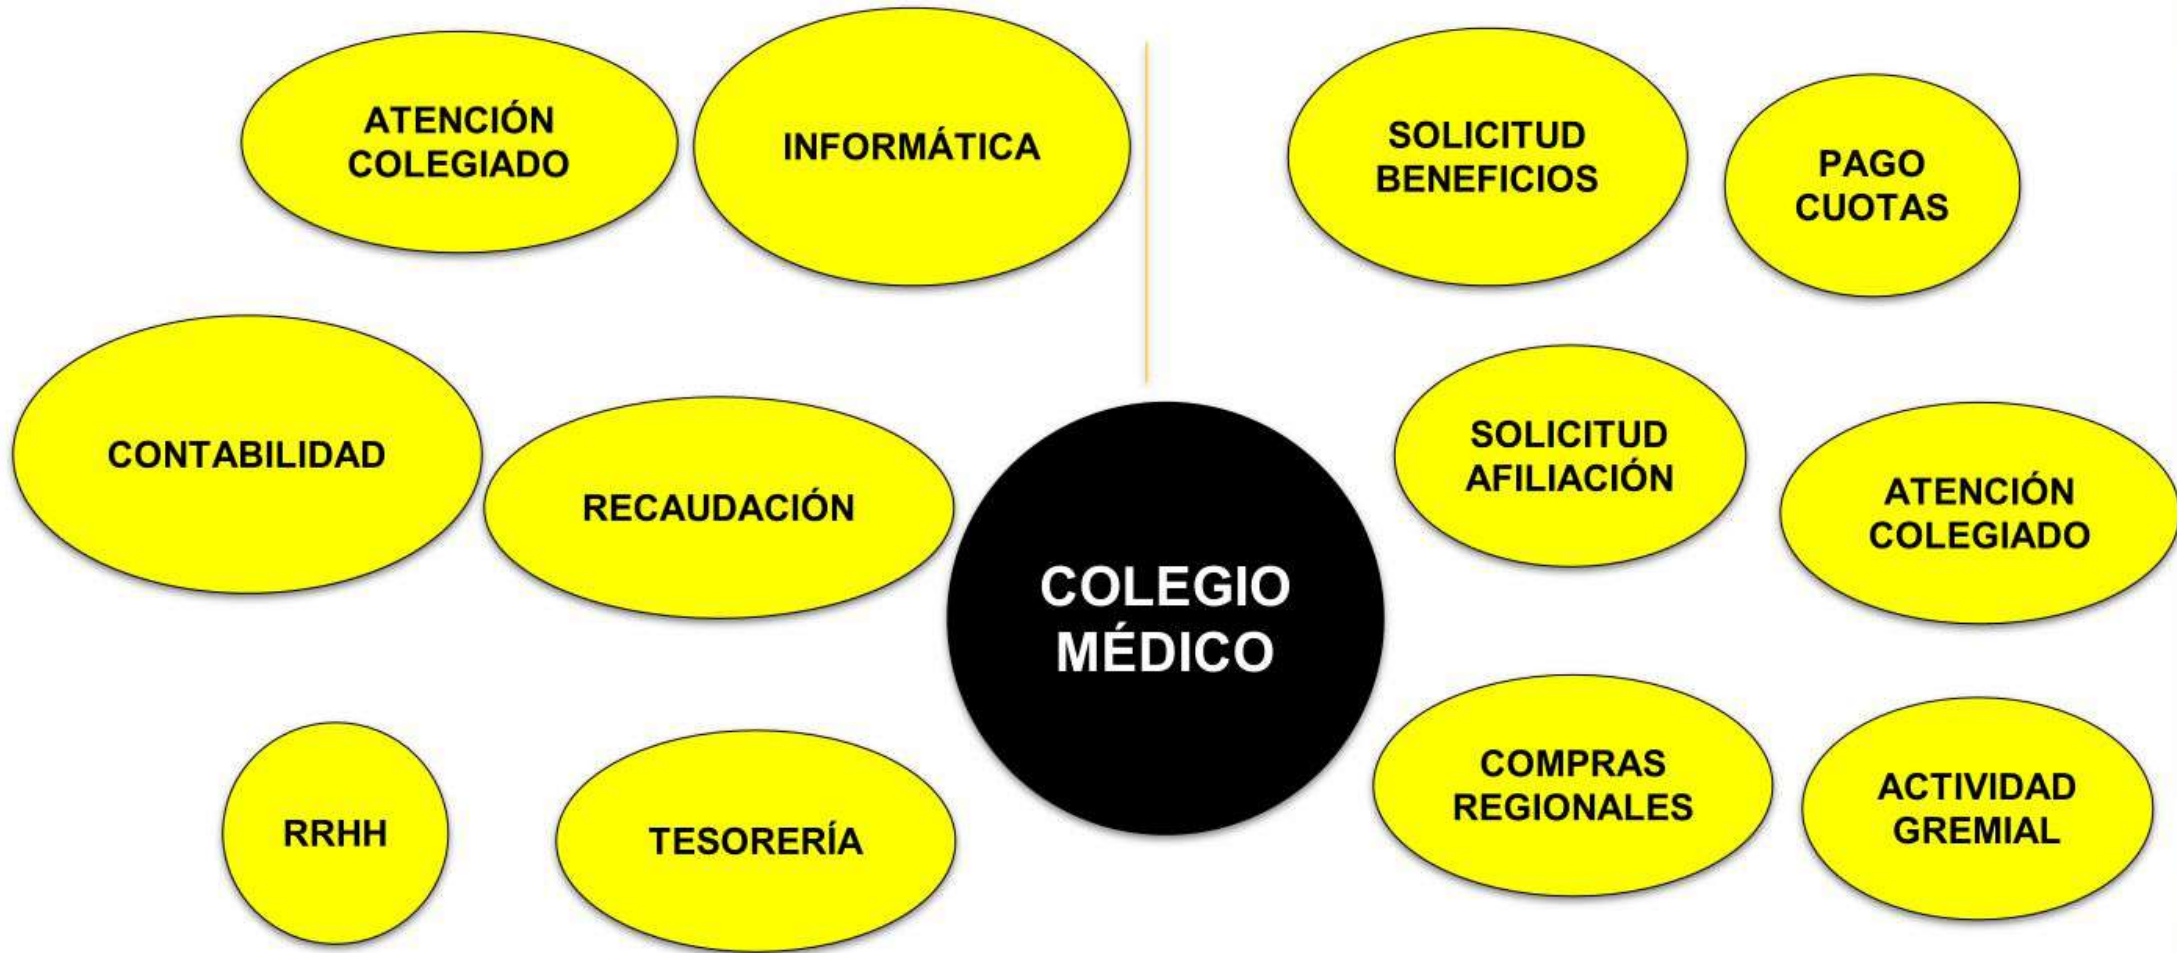 ATENCIÓN
COLEGIADO
INFORMÁTICA
SOLICITUD
BENEFICIOS
PAGO
CUOTAS
CONTABILIDAD
RECAUDACIÓN
SOLICITUD
AFILIACIÓN
ATENCIÓN
COLEGIADO
COLEGIO
MÉDICO
RRHH
TESORERÍA
COMPRAS
REGIONALES
ACTIVIDAD
GREMIAL